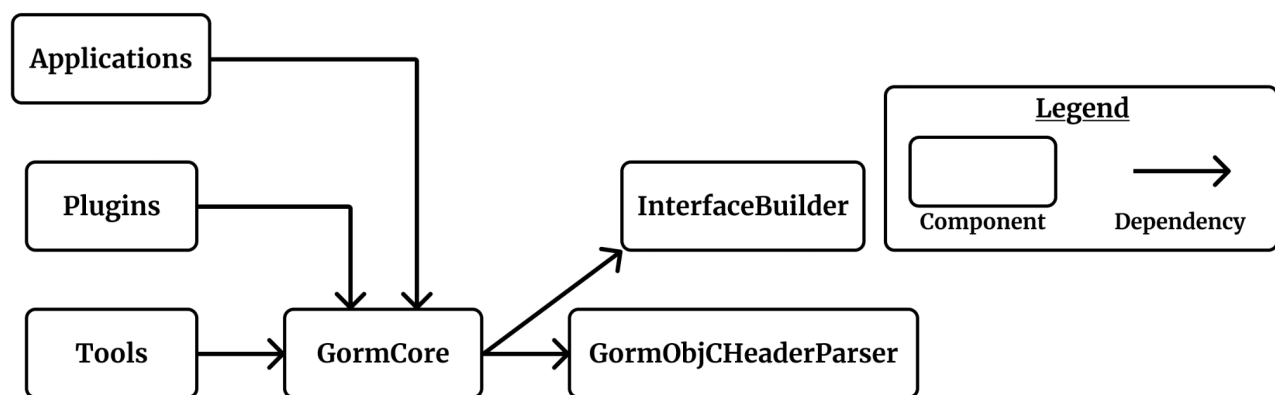 Applications
Legend
Plugins
InterfaceBuilder
Component
Dependency
Tools
GormCore
GormObjCHeaderParser